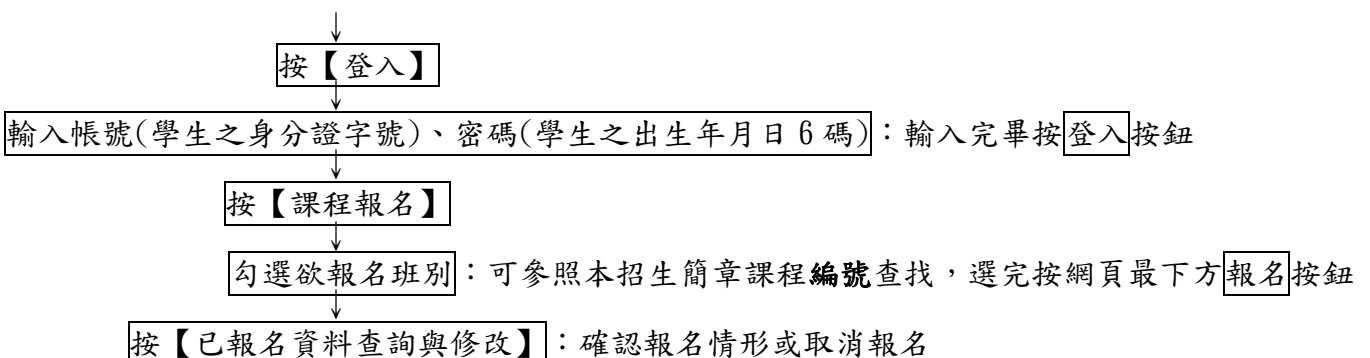 按【登入】
輸入帳號(學生之身分證字號)、密碼(學生之出生年月日 6 碼)：輸入完畢按登入按鈕
按【課程報名】
勾選欲報名班別：可參照本招生簡章課程編號查找，選完按網頁最下方報名按鈕
按【已報名資料查詢與修改】：確認報名情形或取消報名